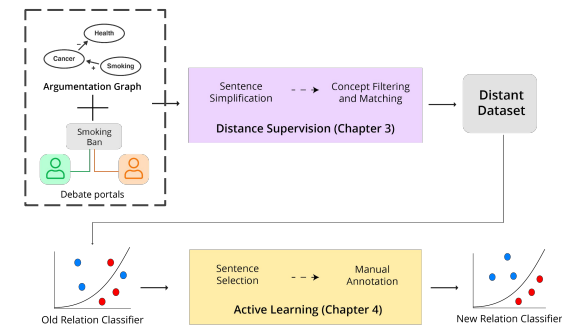 Health
Cancer
Smoking
−
+
Argumentation Graph
Smoking
Ban
Debate portals
Sentence
Simplification
Concept Filtering
and Matching
Distance Supervision (Chapter 3)
Distant
Dataset
Old Relation Classifier
Sentence
Selection
Manual
Annotation
Active Learning (Chapter 4)
New Relation Classifier